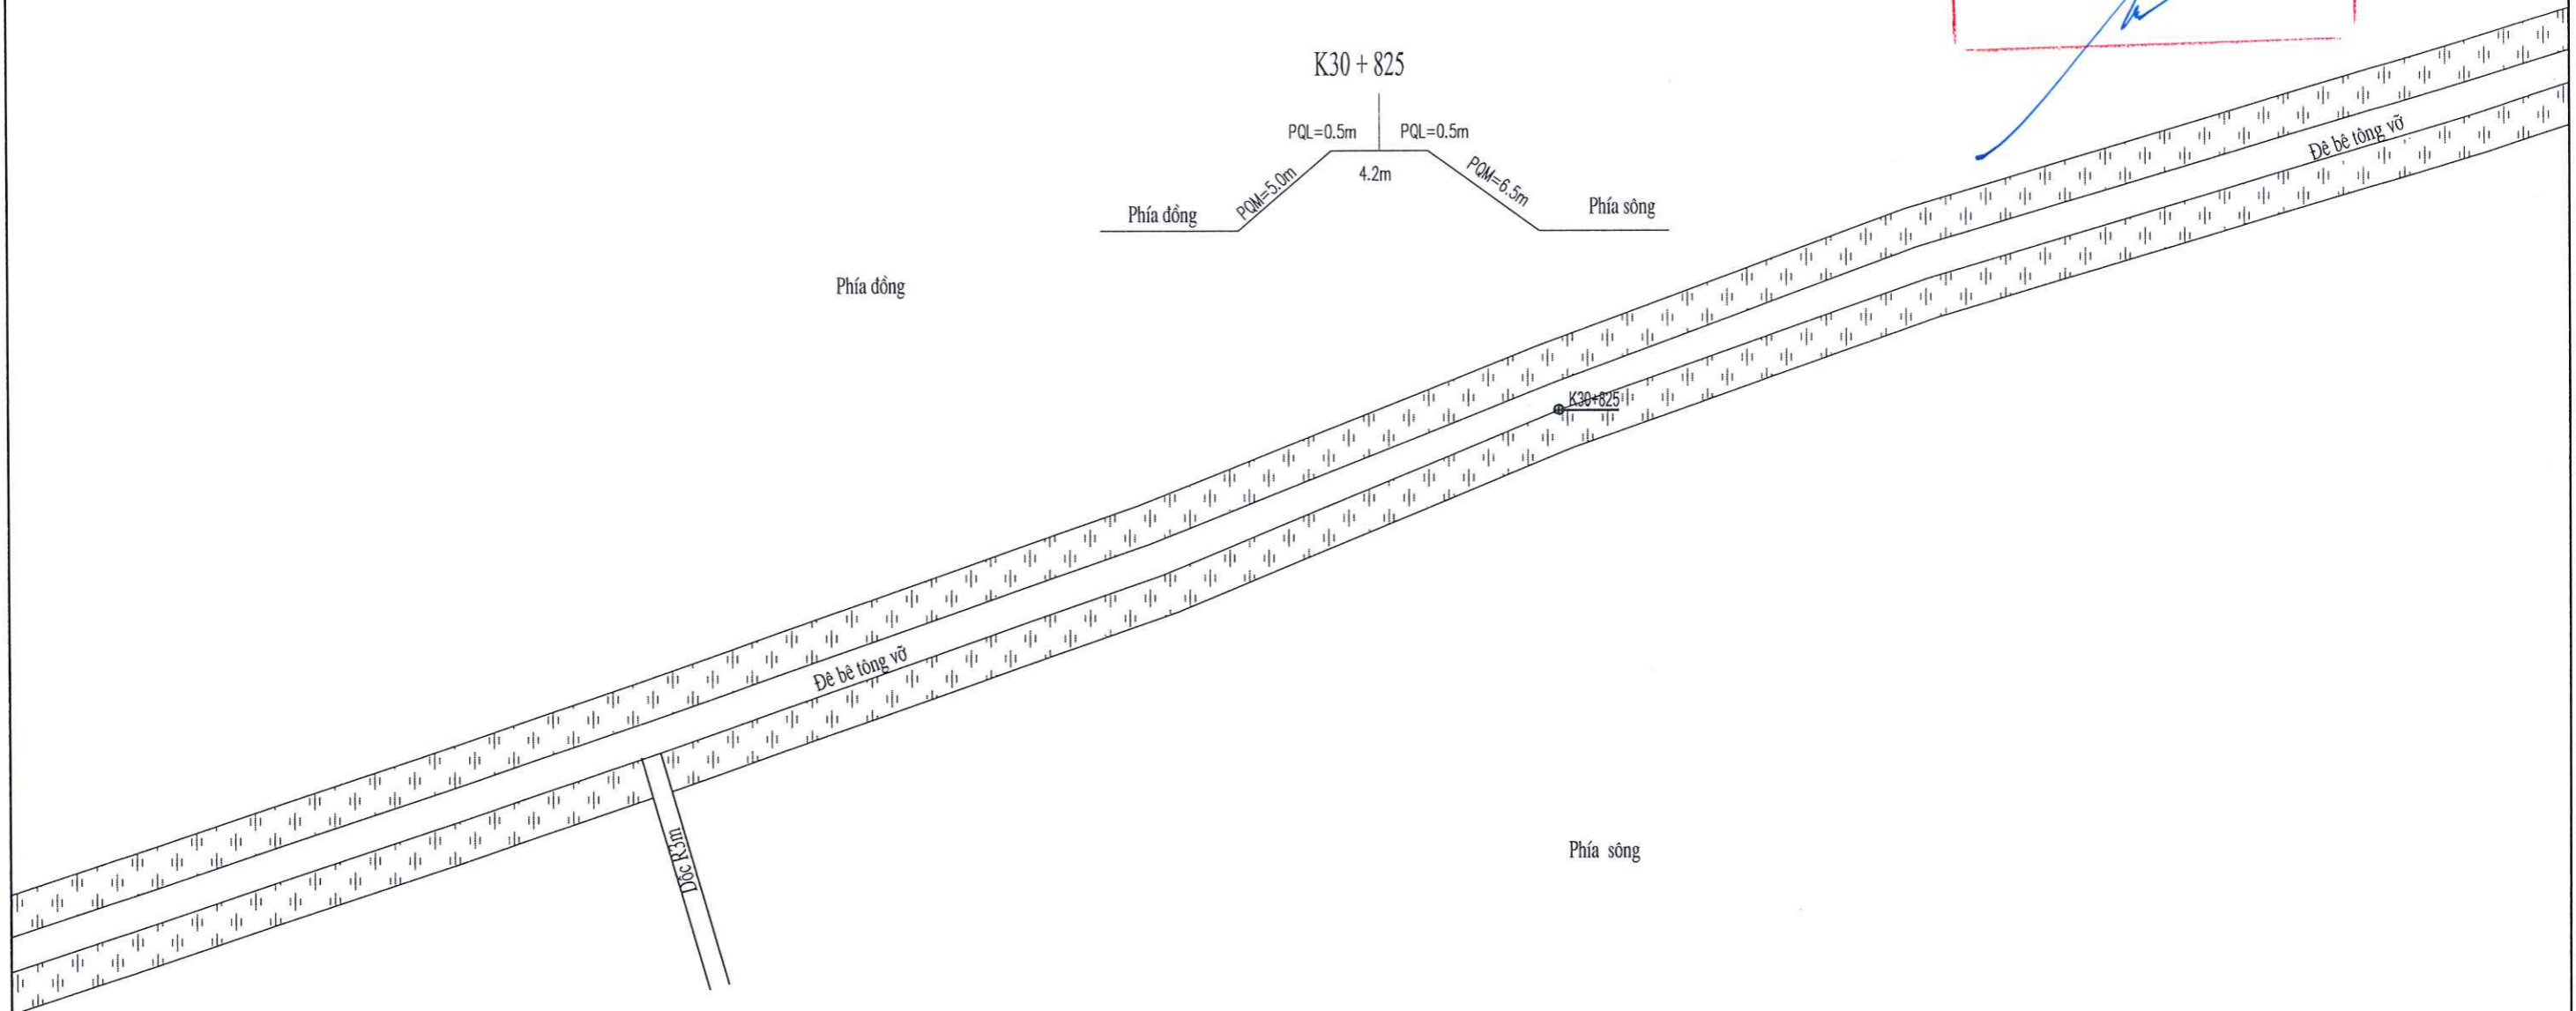 K30 + 825
PQL=0.5m PQL=0.5m
PQM=5.0m 4.2m PQM=6.5m
Phía đồng Phía sông
Phía đồng
Đê bê tông vỡ
K30+825
Đê bê tông vỡ
Dốc R3m
Phía sông